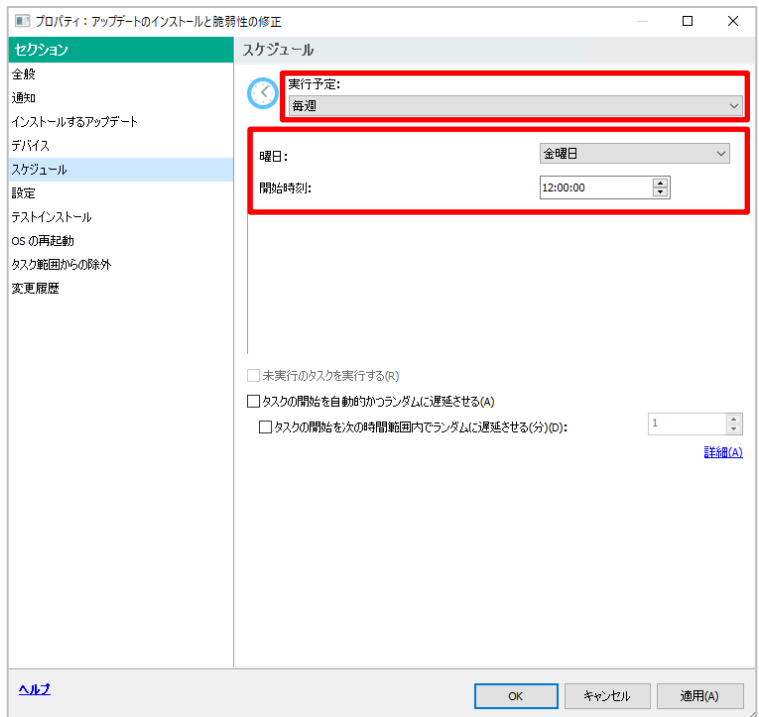 プロパティ：アップデートのインストールと脆弱性の修正
セクション
スケジュール
全般
通知
インストールするアップデート
デバイス
スケジュール
設定
テストインストール
OS の再起動
タスク範囲からの除外
変更履歴
実行予定:
毎週
曜日:
金曜日
開始時刻:
12:00:00
未実行のタスクを実行する(R)
タスクの開始を自動的かつランダムに遅延させる(A)
タスクの開始を次の時間範囲内でランダムに遅延させる(分)(D):
1
詳細(A)
ヘルプ
OK
キャンセル
適用(A)